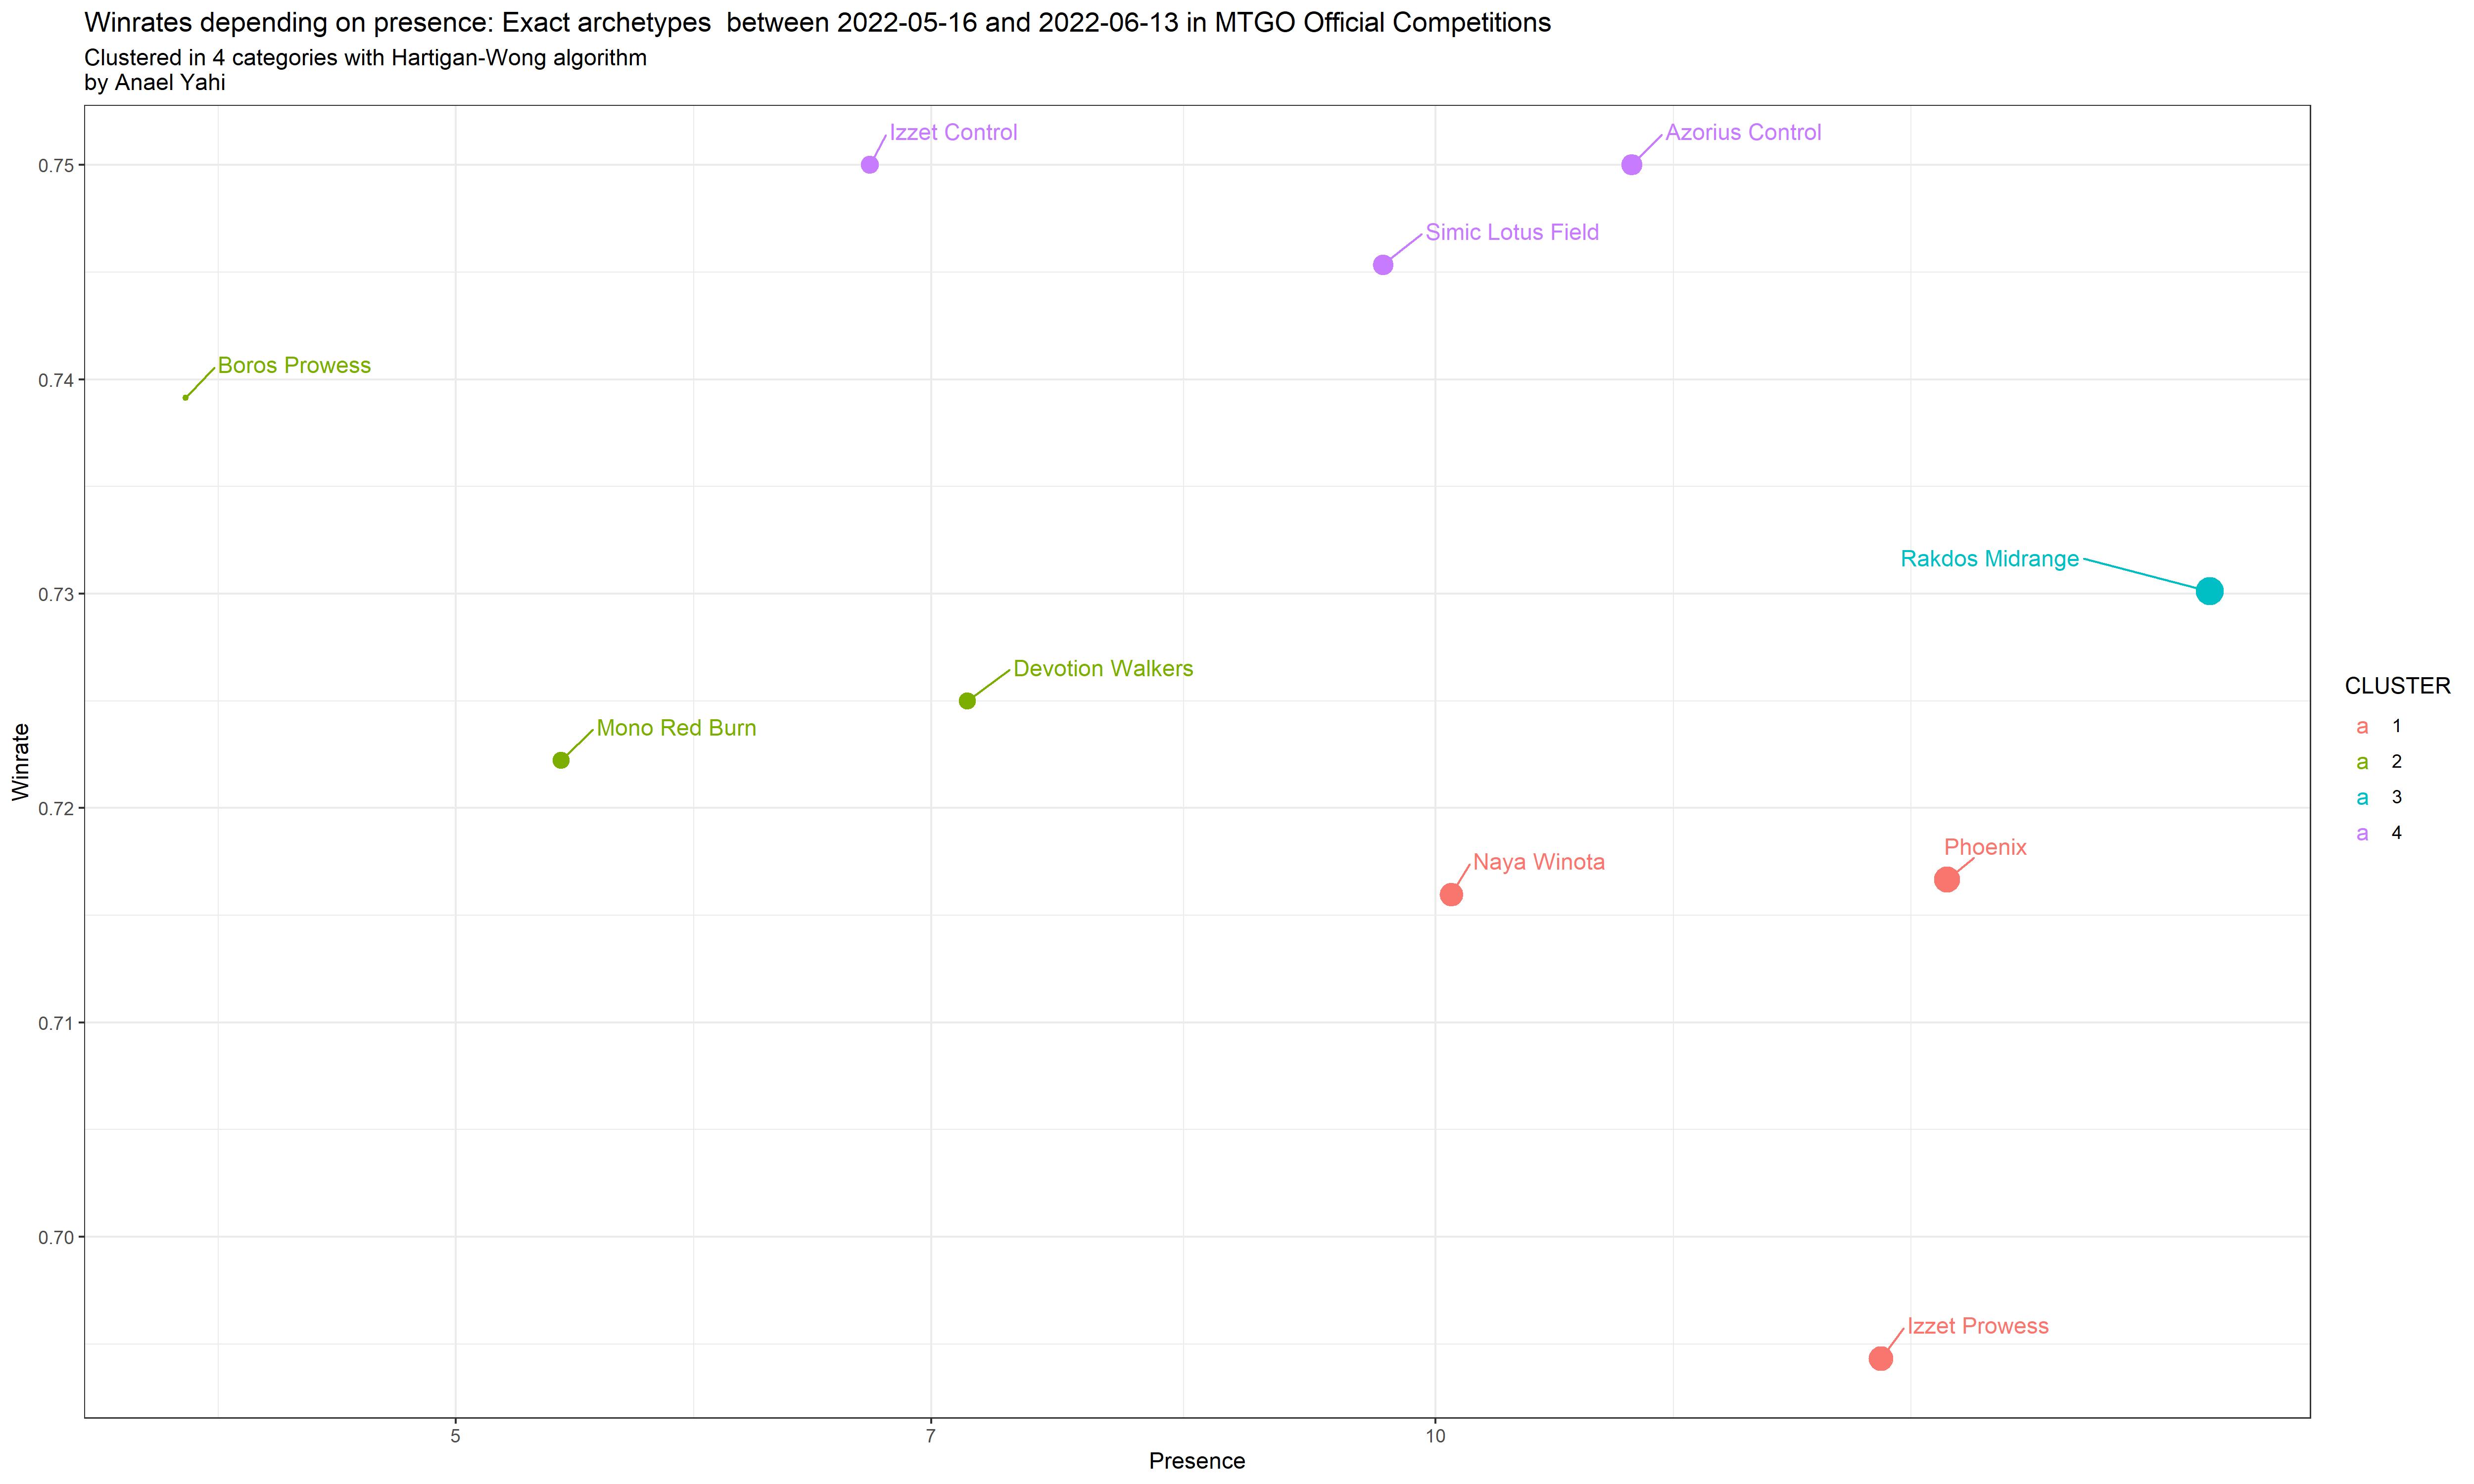 Winrates depending on presence: Exact archetypes  between 2022-05-16 and 2022-06-13 in MTGO Official Competitions
Clustered in 4 categories with Hartigan-Wong algorithm
by Anael Yahi
Izzet Control
Azorius Control
0.75
Simic Lotus Field
Boros Prowess
0.74
Rakdos Midrange
0.73
Devotion Walkers
CLUSTER
Mono Red Burn
a 1
a 2
a 3
a 4
Winrate
0.72
Phoenix
Naya Winota
0.71
0.70
Izzet Prowess
5
7
10
Presence